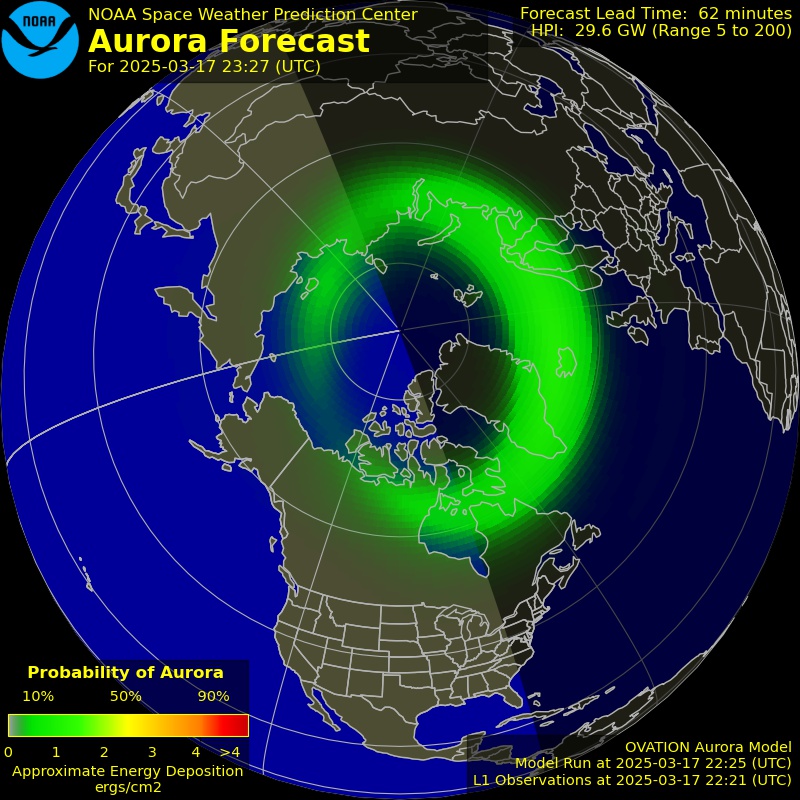 NOAA
NOAA Space Weather Prediction Center
Aurora Forecast
For 2025-03-17 23:27 (UTC)
Forecast Lead Time: 62 minutes
HPI: 29.6 GW (Range 5 to 200)
Probability of Aurora
10% 50% 90%
0 1 2 3 4 >4
Approximate Energy Deposition
ergs/cm2
OVATION Aurora Model
Model Run at 2025-03-17 22:25 (UTC)
L1 Observations at 2025-03-17 22:21 (UTC)